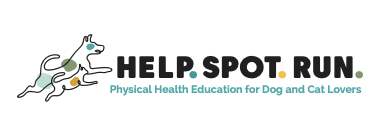 HELP. SPOT. RUN.
Physical Health Education for Dog and Cat Lovers